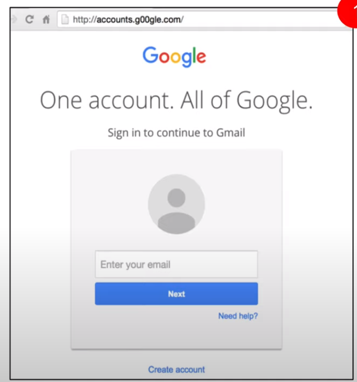 http://accounts.g00gle.com/
Google
One account. All of Google.
Sign in to continue to Gmail
Enter your email
Next
Need help?
Create account